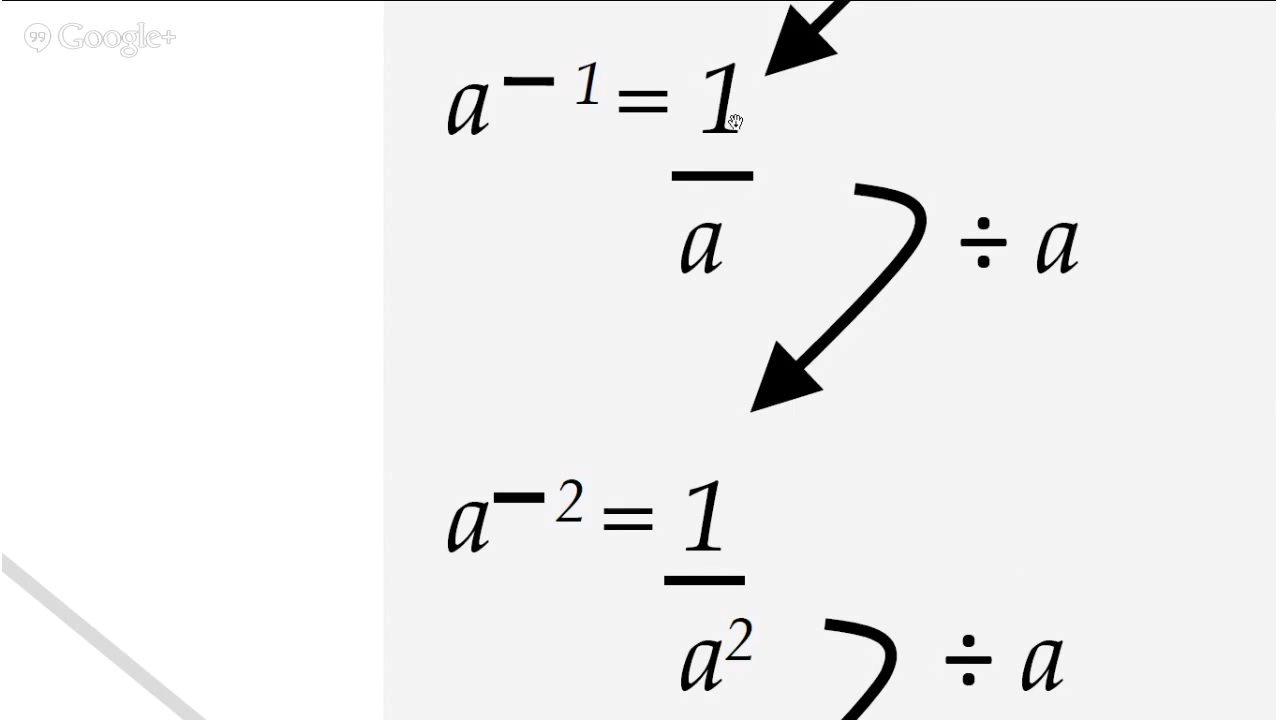 Google+
a⁻¹ = 1/a
÷ a
a⁻² = 1/a²
÷ a